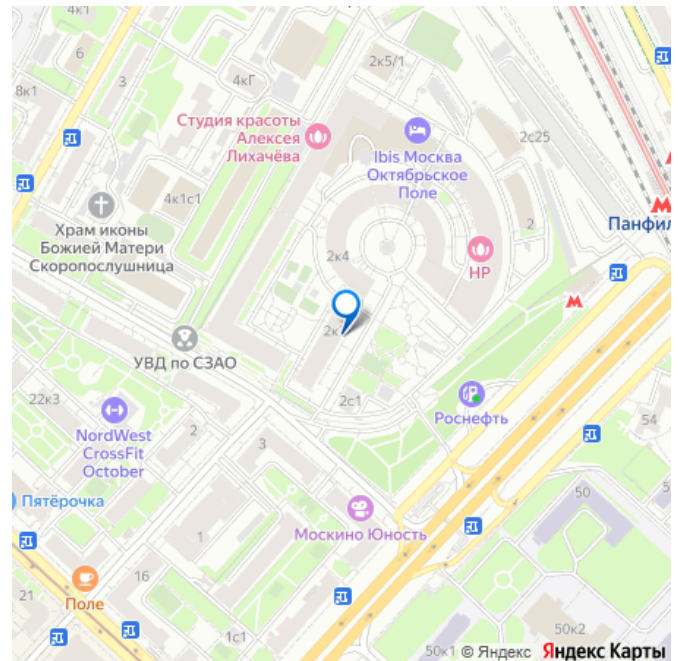 4к1
6
3
8к1
4кГ
2к5/1
Студия красоты
Алексея
Лихачёва
Ibis Москва
Октябрьское
Поле
2с25
4к1с1
Храм иконы
Божией Матери
Скоропослушница
2
Панфил
2к4
НР
УВД по СЗАО
2с1
Роснефть
22к3
NordWest
CrossFit
October
2
3
54
50
5
Пятёрочка
Москино Юность
1
16
Поле
21
1с1
50к2
50к1
© Яндекс Яндекс Карты